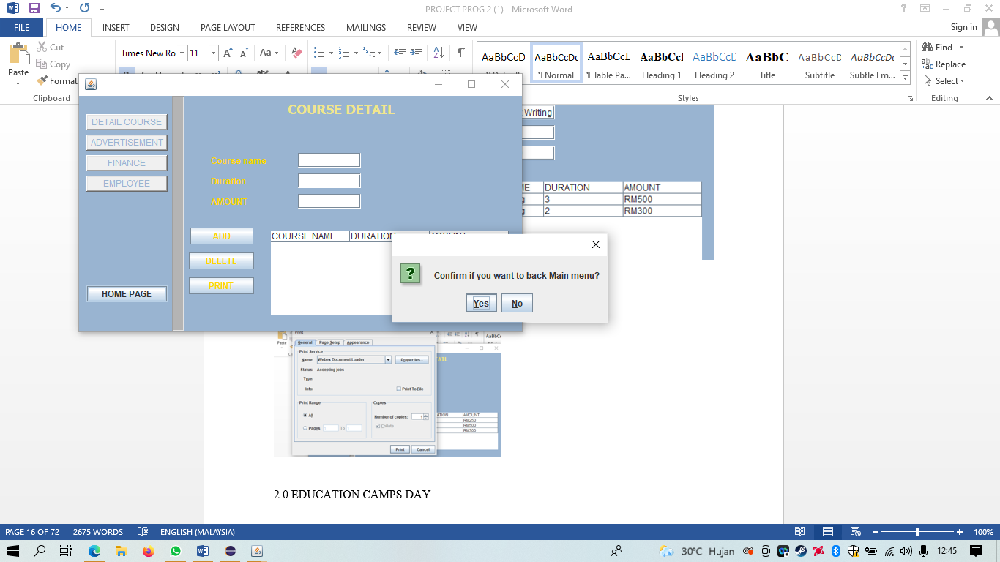 PROJECT PROG 2 (1) - Microsoft Word
FILE HOME INSERT DESIGN PAGE LAYOUT REFERENCES MAILINGS REVIEW VIEW Sign in
Paste
Cut
Copy
Format
Clipboard
Times New Ro 11 Aa
AaBbCcD AaBbCcDc AaBbCcI AaBbCcI AaBbCcC AaBbC AaBbCcD AaBbCcDc
¶ Normal ¶ Table Pa... Heading 1 Heading 2 Title Subtitle Subtle Em...
Styles
Find
Replace
Select
Editing
COURSE DETAIL
DETAIL COURSE
ADVERTISEMENT
FINANCE
EMPLOYEE
HOME PAGE
Course name
Duration
AMOUNT
ADD
DELETE
PRINT
COURSE NAME DURATION AMOUNT
Confirm if you want to back Main menu?
Yes No
Writing
DURATION AMOUNT
3 RM500
2 RM300
Paste
AaBbCc
General Page Setup Appearance
Print Service
Name: Webex Document Loader Properties...
Status: Accepting jobs
Type:
Info: Print To File
Print Range Copies
All Number of copies: 1
Pages 1 To 1 Collate
Print Cancel
AMOUNT
RM250
RM500
RM300
2.0 EDUCATION CAMPS DAY –
PAGE 16 OF 72 2675 WORDS ENGLISH (MALAYSIA) 100%
30°C Hujan 12:45